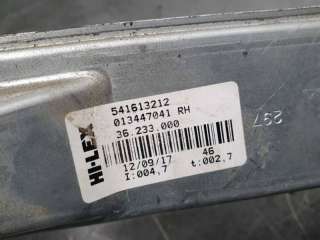 HI-LEX
541613212
013447041 RH
36.233.000
46
12/09/17 t:002,7
I:004,7
297